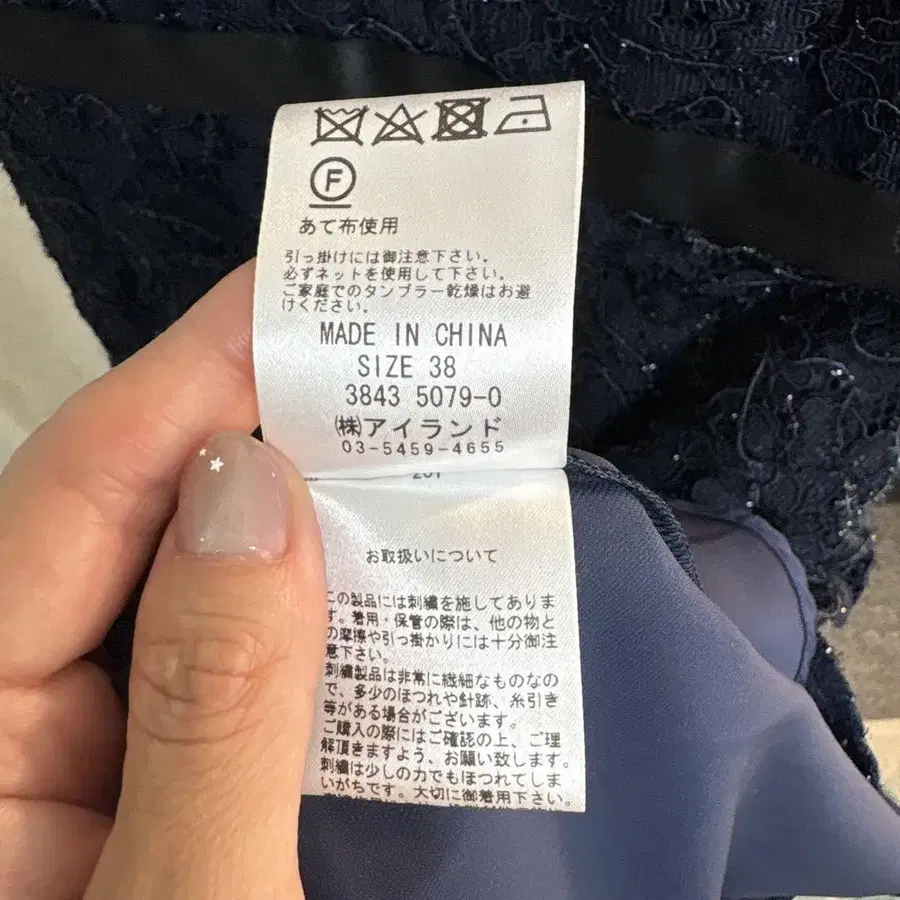 F
あて布使用
引っ掛けには御注意下さい。
必ずネットを使用して下さい。
ご家庭でのタンブラー乾燥はお避
けください。
MADE IN CHINA
SIZE 38
3843 5079-0
㈱アイランド
03-5459-4655
お取扱いについて
この製品には刺繍を施してありま
す。着用・保管の際は、他の物と
の摩擦や引っ掛かりには十分御注
意下さい。
刺繍製品は非常に繊細なものなの
で、多少のほつれや針跡、糸引き
等がある場合がございます。
ご購入の際にはご確認の上、ご理
解頂きますよう、お願い致します。
刺繍は少しの力でもほつれてしま
いがちです。大切に御着用下さい。